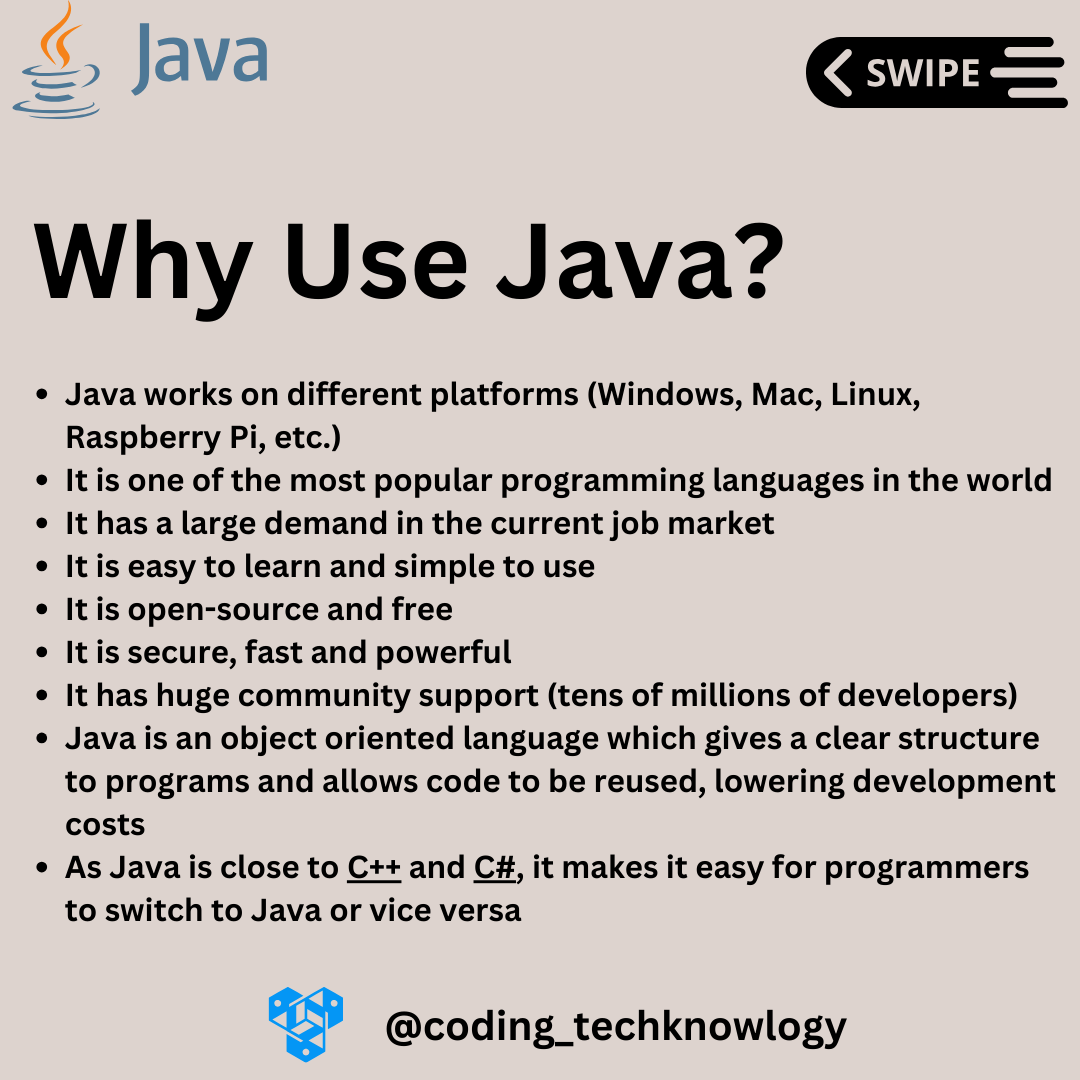 Java
SWIPE
Why Use Java?
• Java works on different platforms (Windows, Mac, Linux,
Raspberry Pi, etc.)
• It is one of the most popular programming languages in the world
• It has a large demand in the current job market
• It is easy to learn and simple to use
• It is open-source and free
• It is secure, fast and powerful
• It has huge community support (tens of millions of developers)
• Java is an object oriented language which gives a clear structure
to programs and allows code to be reused, lowering development
costs
• As Java is close to C++ and C#, it makes it easy for programmers
to switch to Java or vice versa
@coding_techknowlogy